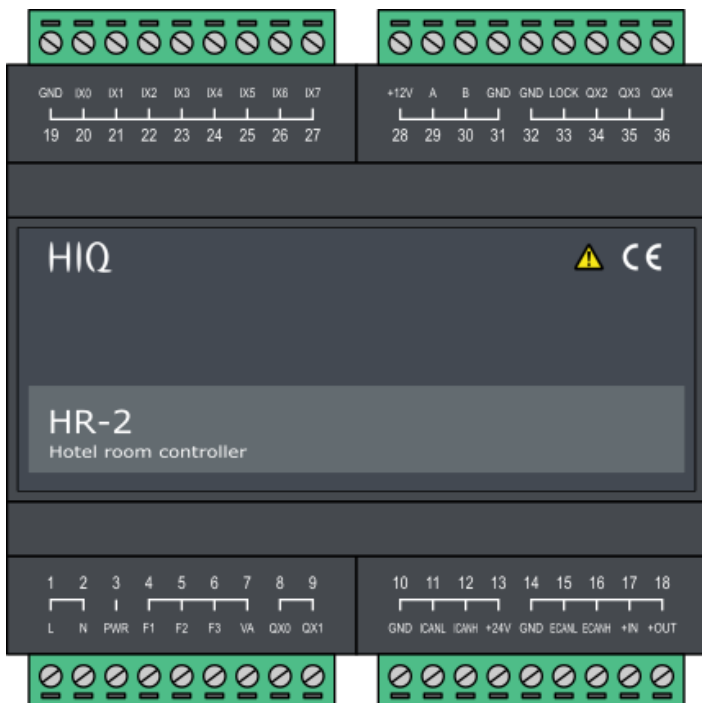 GND IX0 IX1 IX2 IX3 IX4 IX5 IX6 IX7 +12V A B GND GND LOCK QX2 QX3 QX4
19 20 21 22 23 24 25 26 27 28 29 30 31 32 33 34 35 36
HIQ CE
HR-2
Hotel room controller
1 2 3 4 5 6 7 8 9 10 11 12 13 14 15 16 17 18
L N PWR F1 F2 F3 VA QX0 QX1 GND ICANL ICANH +24V GND ECANL ECANH +IN +OUT